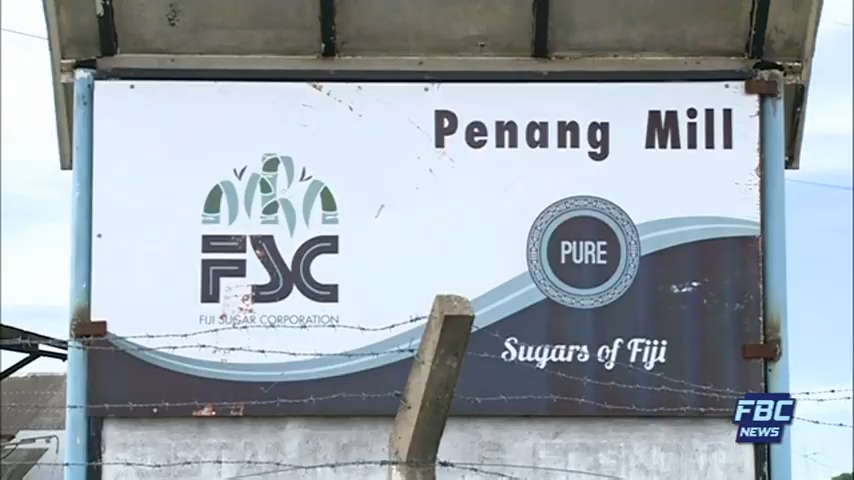 Penang Mill
FSC
FIJI SUGAR CORPORATION
PURE
Sugars of Fiji
FBC
NEWS